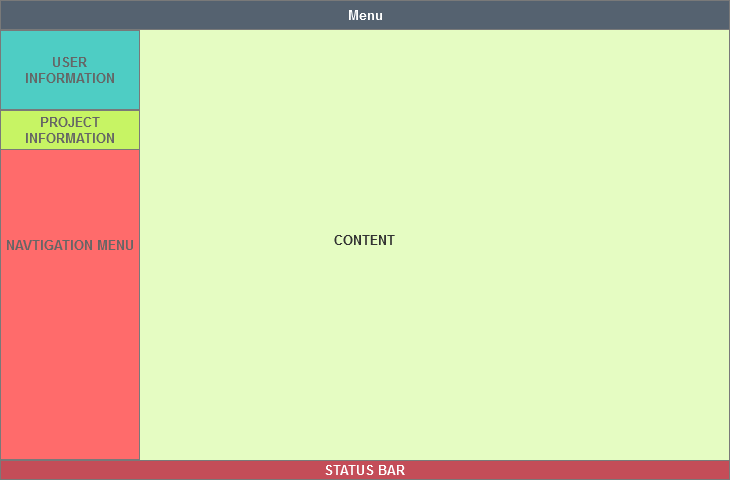 Menu
USER
INFORMATION
PROJECT
INFORMATION
NAVTIGATION MENU
CONTENT
STATUS BAR